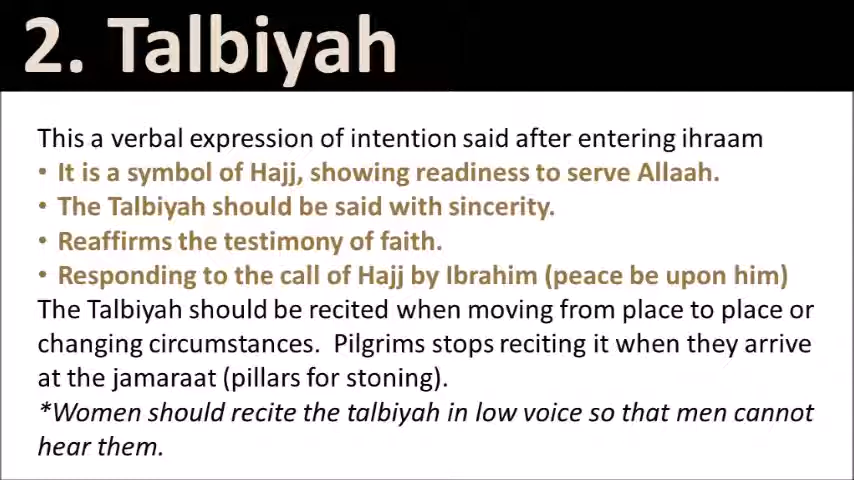 2. Talbiyah
This a verbal expression of intention said after entering ihraam
• It is a symbol of Hajj, showing readiness to serve Allaah.
• The Talbiyah should be said with sincerity.
• Reaffirms the testimony of faith.
• Responding to the call of Hajj by Ibrahim (peace be upon him)
The Talbiyah should be recited when moving from place to place or
changing circumstances.  Pilgrims stops reciting it when they arrive
at the jamaraat (pillars for stoning).
*Women should recite the talbiyah in low voice so that men cannot
hear them.